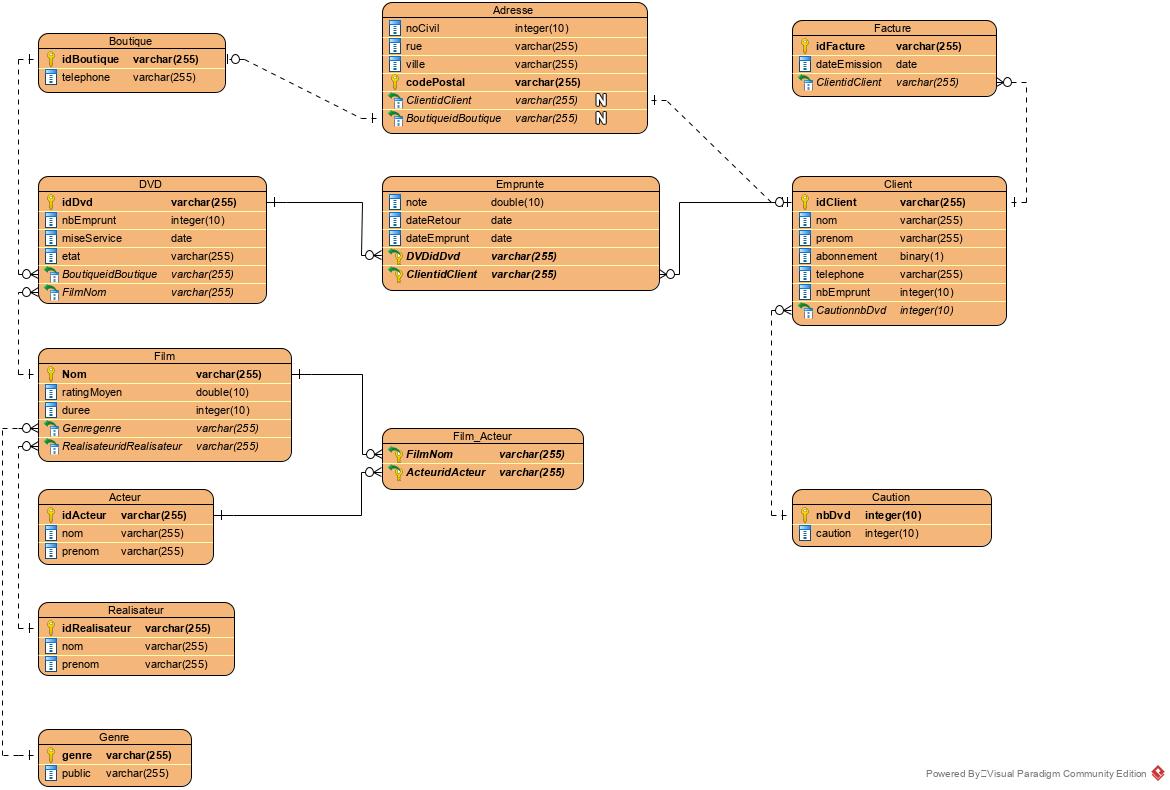 Boutique
idBoutique varchar(255)
telephone varchar(255)
Adresse
noCivil integer(10)
rue varchar(255)
ville varchar(255)
codePostal varchar(255)
ClientidClient varchar(255) N
BoutiqueidBoutique varchar(255) N
Facture
idFacture varchar(255)
dateEmission date
ClientidClient varchar(255)
DVD
idDvd varchar(255)
nbEmprunt integer(10)
miseService date
etat varchar(255)
BoutiqueidBoutique varchar(255)
FilmNom varchar(255)
Emprunte
note double(10)
dateRetour date
dateEmprunt date
DVDidDvd varchar(255)
ClientidClient varchar(255)
Client
idClient varchar(255)
nom varchar(255)
prenom varchar(255)
abonnement binary(1)
telephone varchar(255)
nbEmprunt integer(10)
CautionnbDvd integer(10)
Film
Nom varchar(255)
ratingMoyen double(10)
duree integer(10)
Genregenre varchar(255)
RealisateuridRealisateur varchar(255)
Film_Acteur
FilmNom varchar(255)
ActeuridActeur varchar(255)
Acteur
idActeur varchar(255)
nom varchar(255)
prenom varchar(255)
Caution
nbDvd integer(10)
caution integer(10)
Realisateur
idRealisateur varchar(255)
nom varchar(255)
prenom varchar(255)
Genre
genre varchar(255)
public varchar(255)
Powered By Visual Paradigm Community Edition